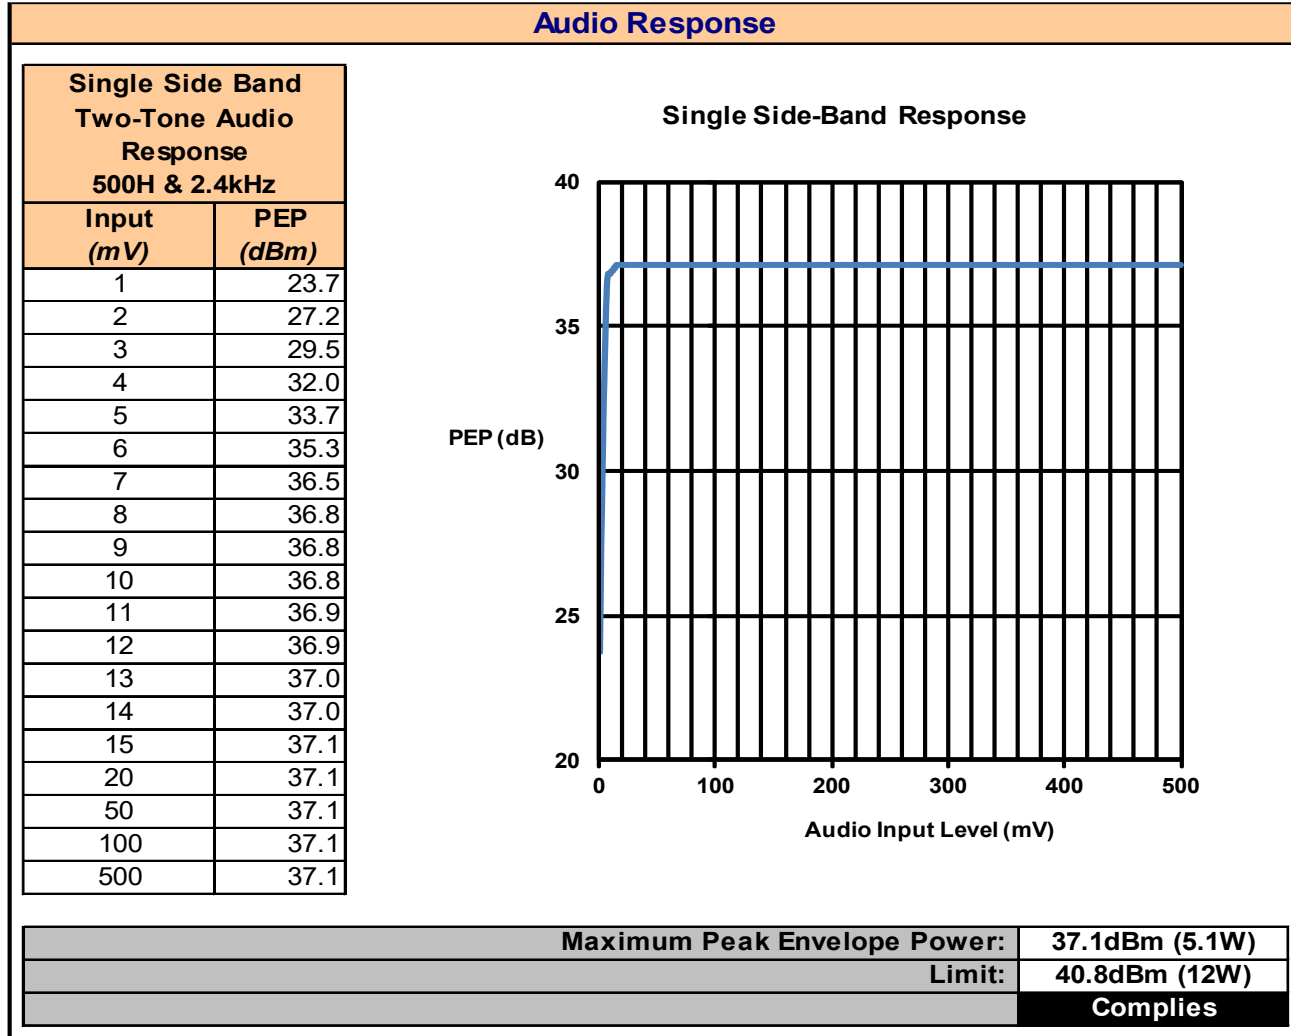 Audio Response
Single Side Band
Two-Tone Audio
Response
500H & 2.4kHz
Input PEP
(mV) (dBm)
1 23.7
2 27.2
3 29.5
4 32.0
5 33.7
6 35.3
7 36.5
8 36.8
9 36.8
10 36.8
11 36.9
12 36.9
13 37.0
14 37.0
15 37.1
20 37.1
50 37.1
100 37.1
500 37.1
Single Side-Band Response
40
35
PEP (dB)
30
25
20
0 100 200 300 400 500
Audio Input Level (mV)
Maximum Peak Envelope Power: 37.1dBm (5.1W)
Limit: 40.8dBm (12W)
Complies